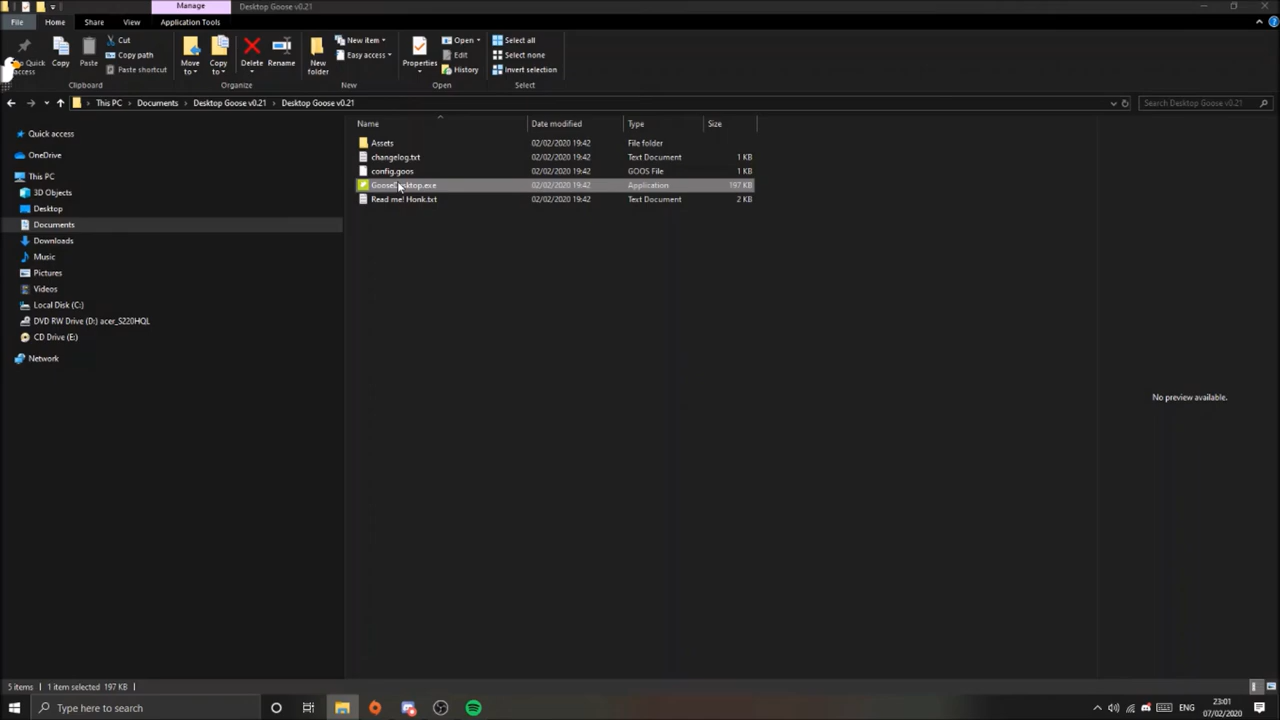 Manage
Desktop Goose v0.21
File
Home
Share
View
Application Tools
Quick access
Copy
Paste
Cut
Copy path
Paste shortcut
Clipboard
Move to
Copy to
Delete
Rename
Organize
New folder
New item
Easy access
New
Properties
Open
Edit
History
Open
Select all
Select none
Invert selection
Select
This PC
Documents
Desktop Goose v0.21
Desktop Goose v0.21
Search Desktop Goose v0.21
Quick access
OneDrive
This PC
3D Objects
Desktop
Documents
Downloads
Music
Pictures
Videos
Local Disk (C:)
DVD RW Drive (D:) acer_S220HQL
CD Drive (E:)
Network
Name Date modified Type Size
Assets 02/02/2020 19:42 File folder
changelog.txt 02/02/2020 19:42 Text Document 1 KB
config.goos 02/02/2020 19:42 GOOS File 1 KB
GooseDesktop.exe 02/02/2020 19:42 Application 197 KB
Read me! Honk.txt 02/02/2020 19:42 Text Document 2 KB
No preview available.
5 items
1 item selected 197 KB
Type here to search
23:01
07/02/2020